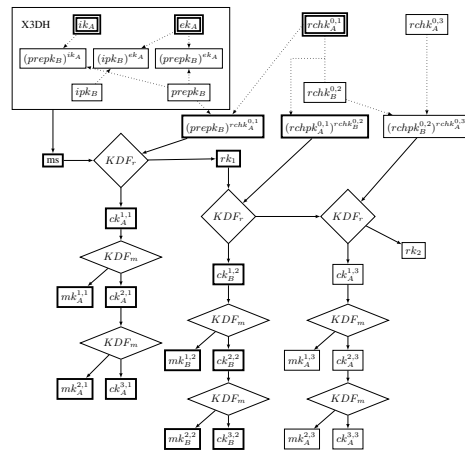 X3DH
ik_A
ek_A
rchk_A^{0,1}
rchk_A^{0,3}
(prepk_B)^{ik_A}
(ipk_B)^{ek_A}
(prepk_B)^{ek_A}
ipk_B
prepk_B
rchk_B^{0,2}
(prepk_B)^{rchk_A^{0,1}}
(rchpk_A^{0,1})^{rchk_B^{0,2}}
(rchpk_B^{0,2})^{rchk_A^{0,3}}
ms
KDF_r
rk_1
ck_A^{1,1}
KDF_r
KDF_r
rk_2
KDF_m
ck_B^{1,2}
ck_A^{1,3}
mk_A^{1,1}
ck_A^{2,1}
KDF_m
KDF_m
KDF_m
mk_B^{1,2}
ck_B^{2,2}
mk_A^{1,3}
ck_A^{2,3}
mk_A^{2,1}
ck_A^{3,1}
KDF_m
KDF_m
mk_B^{2,2}
ck_B^{3,2}
mk_A^{2,3}
ck_A^{3,3}